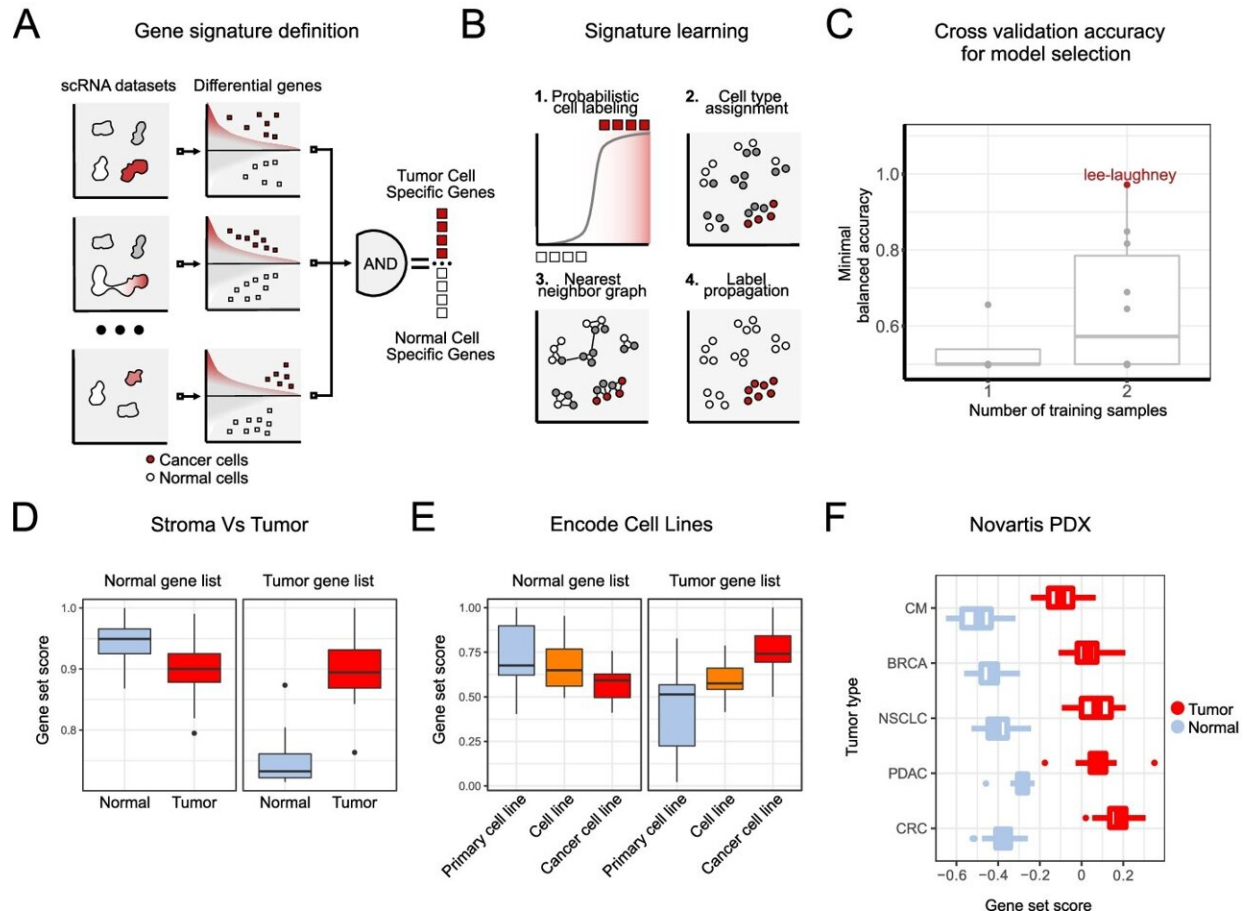 A
Gene signature definition
scRNA datasets
Differential genes
AND
Tumor Cell
Specific Genes
Normal Cell
Specific Genes
Cancer cells
Normal cells
B
Signature learning
1. Probabilistic
cell labeling
2. Cell type
assignment
3. Nearest
neighbor graph
4. Label
propagation
C
Cross validation accuracy
for model selection
Minimal
balanced accuracy
1.0
0.8
0.6
lee-laughney
1
2
Number of training samples
D
Stroma Vs Tumor
Normal gene list
Tumor gene list
Gene set score
1.0
0.9
0.8
Normal
Tumor
Normal
Tumor
E
Encode Cell Lines
Normal gene list
Tumor gene list
Gene set score
1.00
0.75
0.50
0.25
0.00
Primary cell line
Cell line
Cancer cell line
Primary cell line
Cell line
Cancer cell line
F
Novartis PDX
Tumor type
CM
BRCA
NSCLC
PDAC
CRC
Tumor
Normal
−0.6
−0.4
−0.2
0
0.2
Gene set score